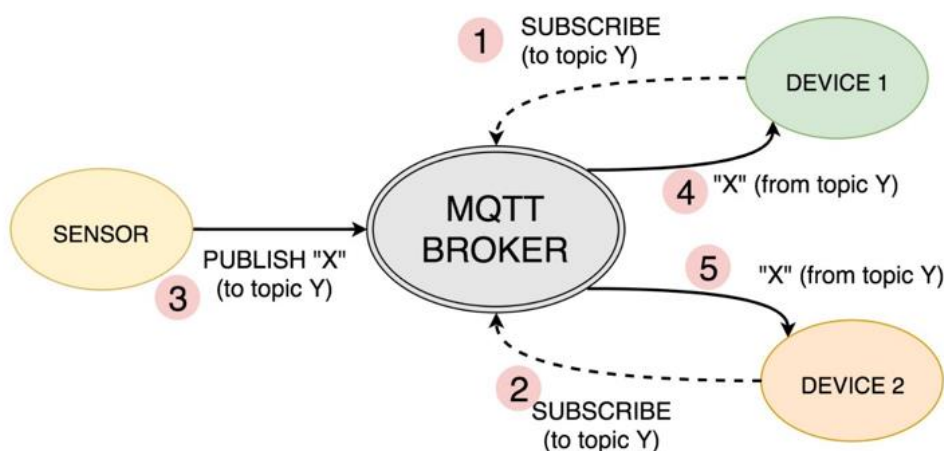 1
SUBSCRIBE
(to topic Y)
DEVICE 1
4
"X" (from topic Y)
MQTT
BROKER
SENSOR
3
PUBLISH "X"
(to topic Y)
5
"X" (from topic Y)
2
SUBSCRIBE
(to topic Y)
DEVICE 2